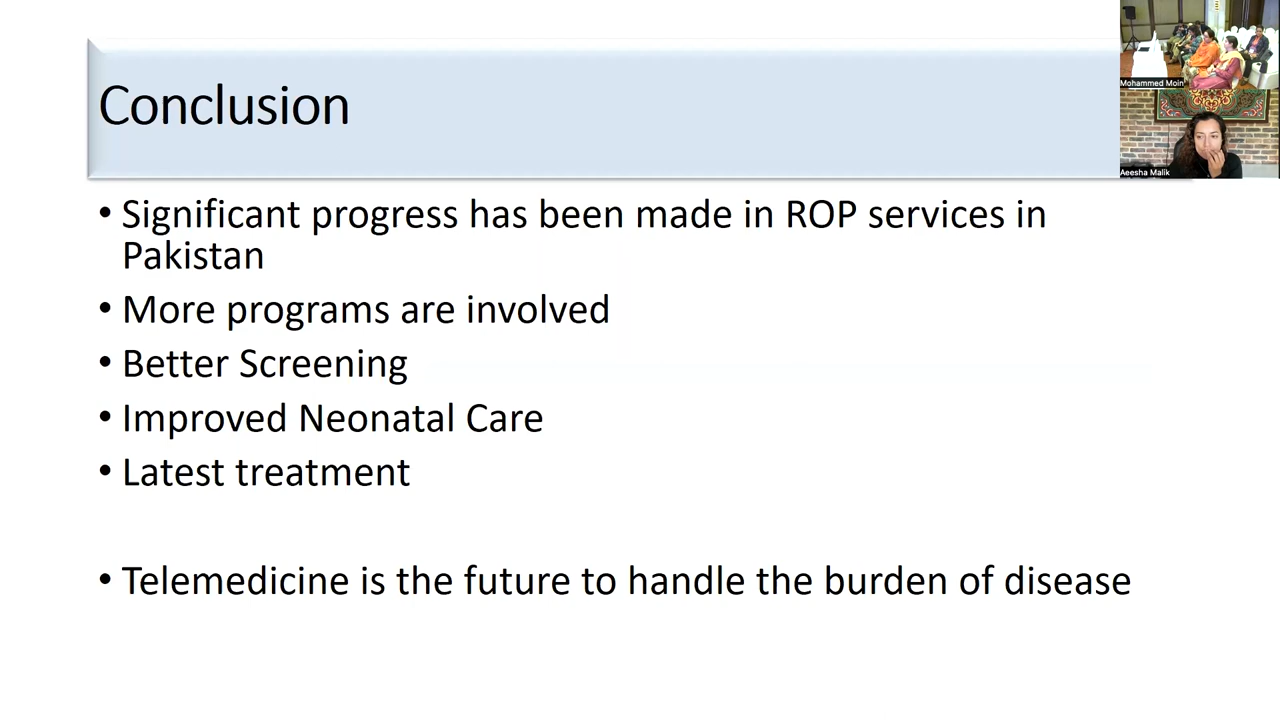 Conclusion
• Significant progress has been made in ROP services in
Pakistan
• More programs are involved
• Better Screening
• Improved Neonatal Care
• Latest treatment
• Telemedicine is the future to handle the burden of disease
Mohammed Moin
Aeesha Malik